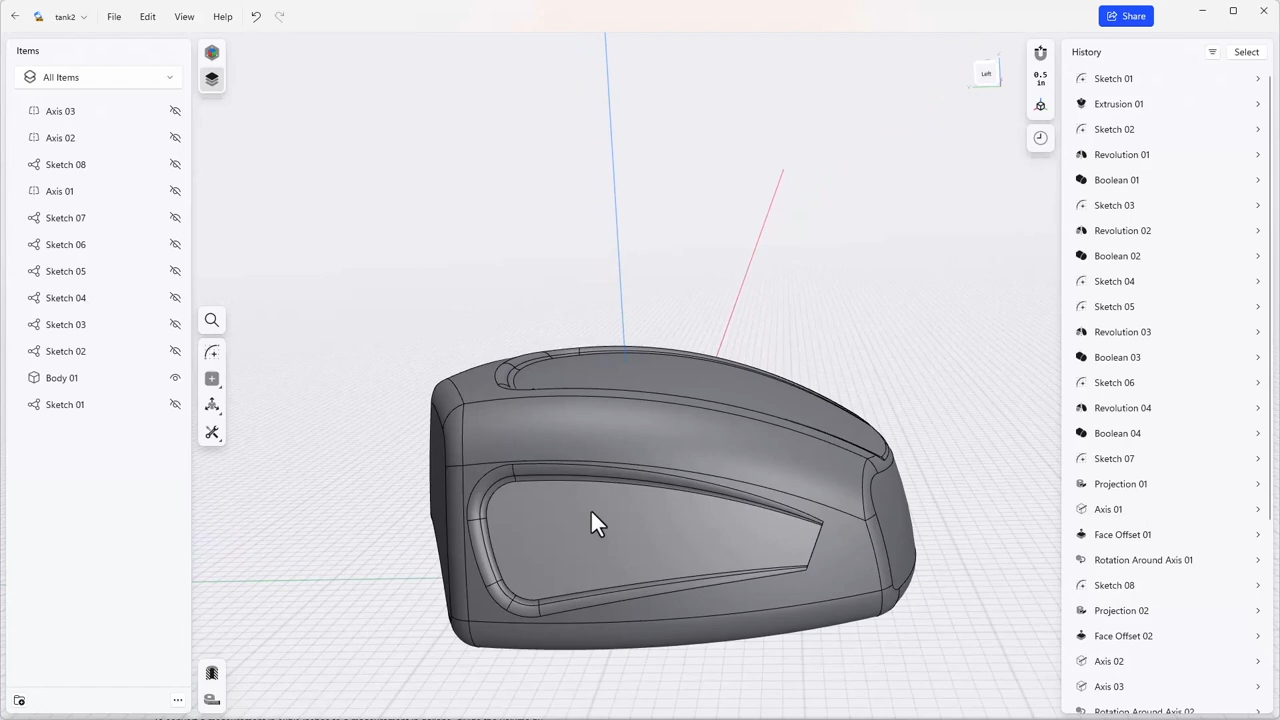 tank2
File
Edit
View
Help
Share
Items
All Items
Axis 03
Axis 02
Sketch 08
Axis 01
Sketch 07
Sketch 06
Sketch 05
Sketch 04
Sketch 03
Sketch 02
Body 01
Sketch 01
Left
0.5
in
History
Select
Sketch 01
Extrusion 01
Sketch 02
Revolution 01
Boolean 01
Sketch 03
Revolution 02
Boolean 02
Sketch 04
Sketch 05
Revolution 03
Boolean 03
Sketch 06
Revolution 04
Boolean 04
Sketch 07
Projection 01
Axis 01
Face Offset 01
Rotation Around Axis 01
Sketch 08
Projection 02
Face Offset 02
Axis 02
Axis 03
Rotation Around Axis 02